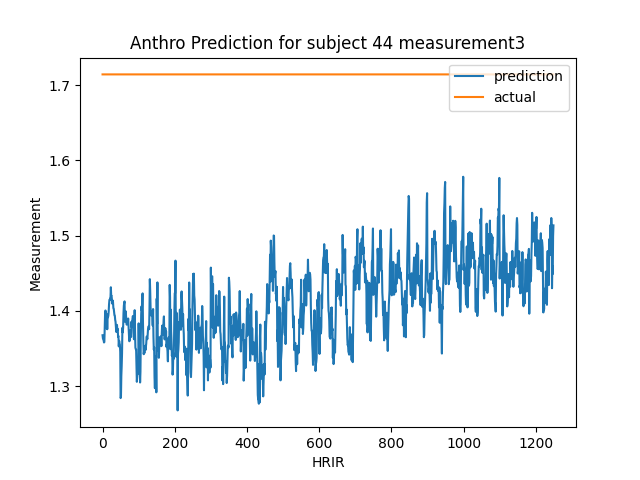 Anthro Prediction for subject 44 measurement3
prediction
actual
Measurement
1.7
1.6
1.5
1.4
1.3
0 200 400 600 800 1000 1200
HRIR